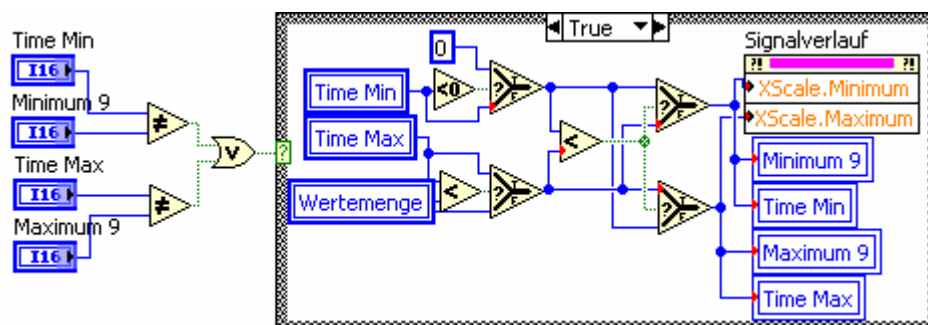 Time Min
I16
Minimum 9
I16
Time Max
I16
Maximum 9
I16
≠
≠
V
?
True
0
Time Min
<0
?
T
F
Time Max
Wertemenge
<
?
T
F
<
?
T
F
?
T
F
Signalverlauf
?! ?!
XScale.Minimum
XScale.Maximum
Minimum 9
Time Min
Maximum 9
Time Max